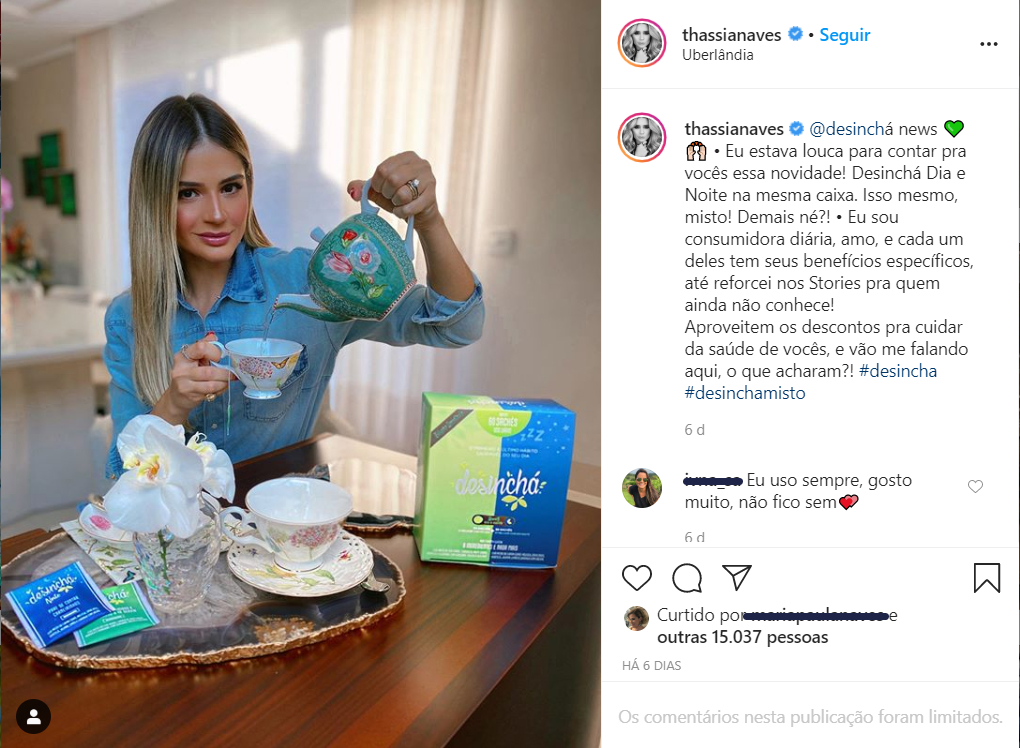 thassianaves • Seguir
Uberlândia
thassianaves @desinchá news 💚
🙌🏻 • Eu estava louca para contar pra
vocês essa novidade! Desinchá Dia e
Noite na mesma caixa. Isso mesmo,
misto! Demais né?! • Eu sou
consumidora diária, amo, e cada um
deles tem seus benefícios específicos,
até reforcei nos Stories pra quem
ainda não conhece!
Aproveitem os descontos pra cuidar
da saúde de vocês, e vão me falando
aqui, o que acharam?! #desincha
#desinchamisto
6 d
Eu uso sempre, gosto
muito, não fico sem💕
6 d
Curtido por e
outras 15.037 pessoas
HÁ 6 DIAS
Os comentários nesta publicação foram limitados.
60 SACHÊS
zZZ
desinchá
desinchá
Noite